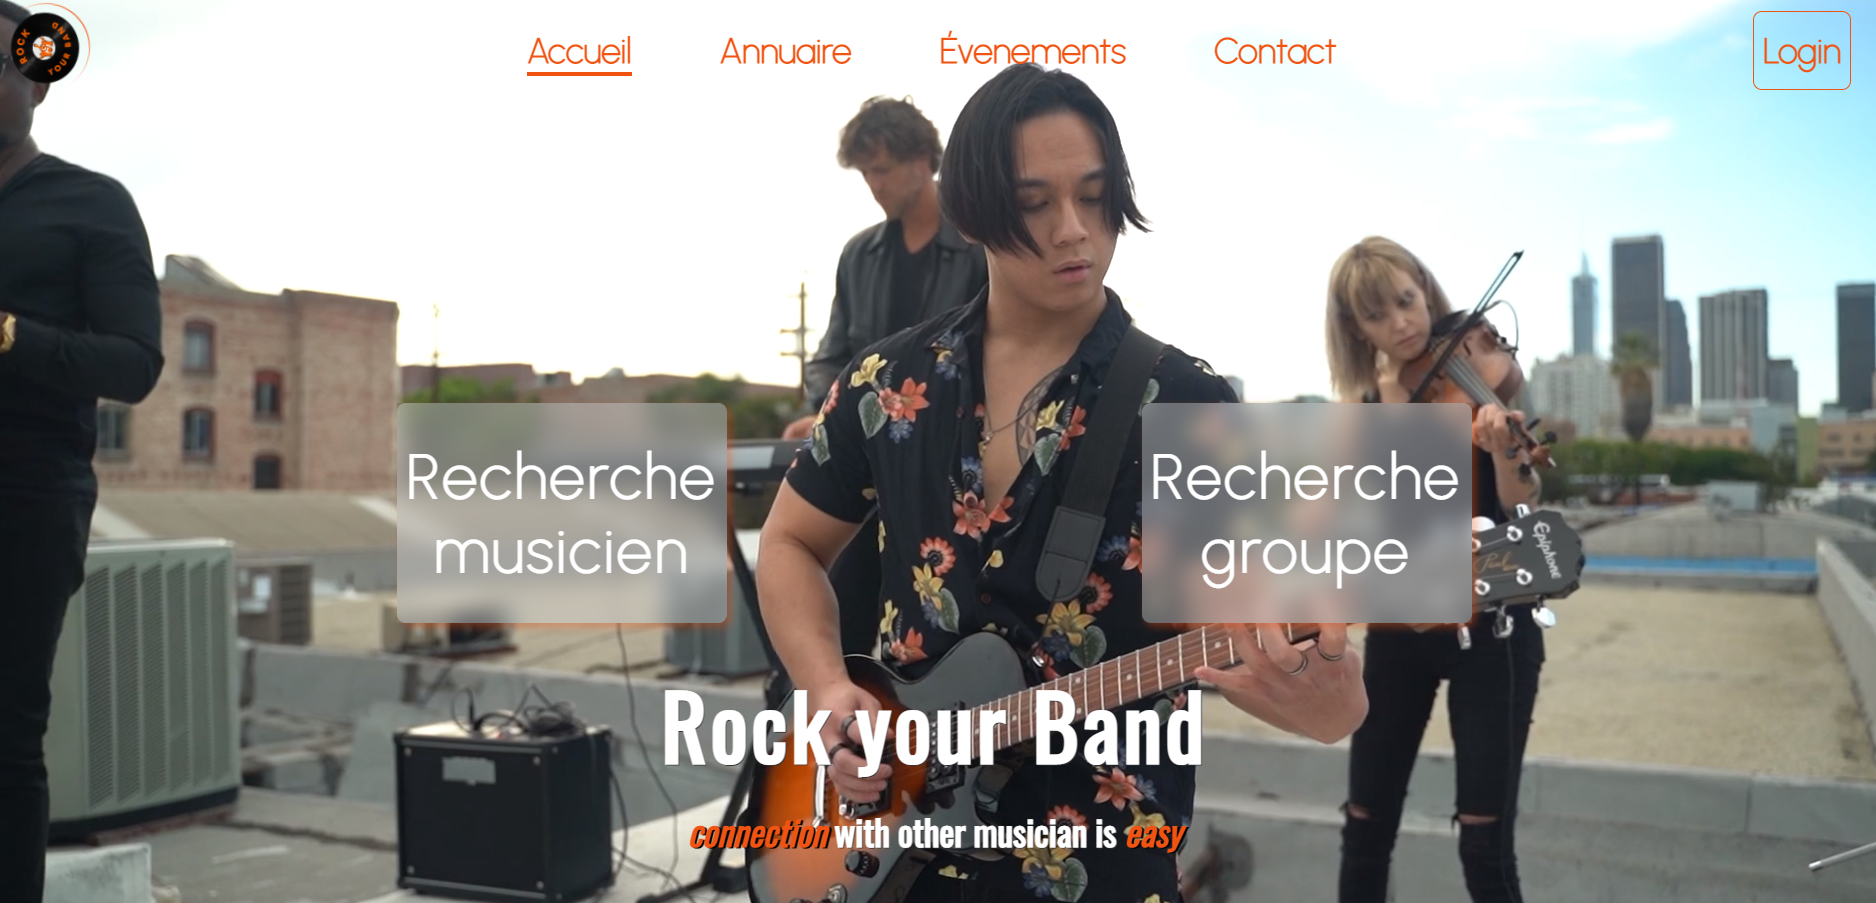 ROCK YOUR BAND
Accueil
Annuaire
Évenements
Contact
Login
Recherche
musicien
Recherche
groupe
Epiphone
Rock your Band
connection with other musician is easy